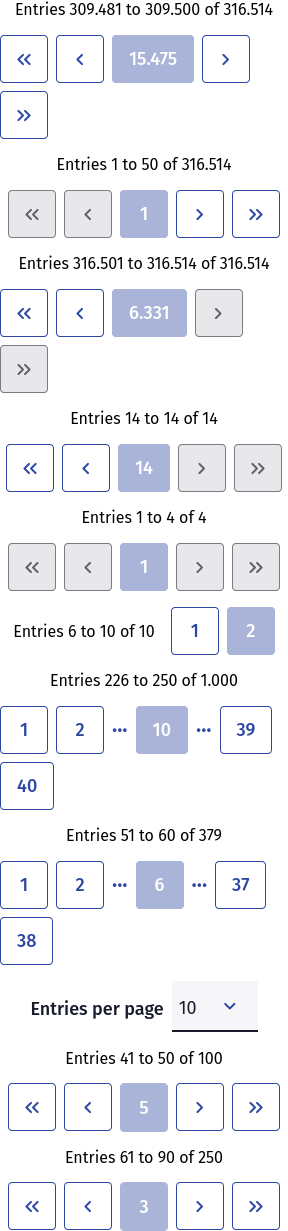 Entries 309.481 to 309.500 of 316.514
« ‹ 15.475 ›
»
Entries 1 to 50 of 316.514
« ‹ 1 › »
Entries 316.501 to 316.514 of 316.514
« ‹ 6.331 ›
»
Entries 14 to 14 of 14
« ‹ 14 › »
Entries 1 to 4 of 4
« ‹ 1 › »
Entries 6 to 10 of 10 1 2
Entries 226 to 250 of 1.000
1 2 ··· 10 ··· 39
40
Entries 51 to 60 of 379
1 2 ··· 6 ··· 37
38
Entries per page 10
Entries 41 to 50 of 100
« ‹ 5 › »
Entries 61 to 90 of 250
« ‹ 3 › »